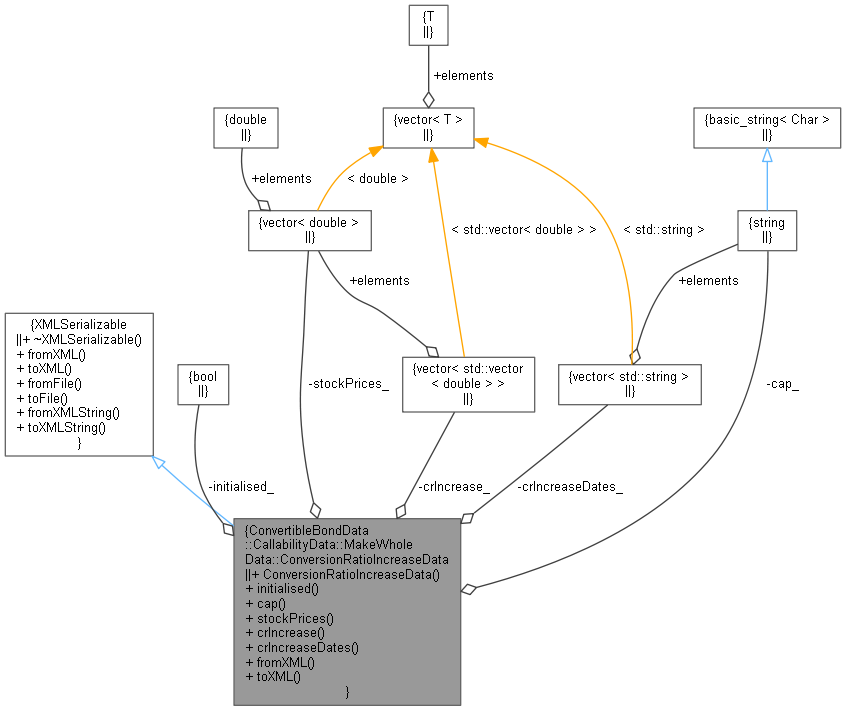 {T
||}
+elements
{double
||}
{vector< T >
||}
{basic_string< Char >
||}
+elements
< double >
{vector< double >
||}
< std::vector< double > >
< std::string >
{string
||}
+elements
+elements
{XMLSerializable
||+ ~XMLSerializable()
+ fromXML()
+ toXML()
+ fromFile()
+ toFile()
+ fromXMLString()
+ toXMLString()
}
{bool
||}
-stockPrices_
{vector< std::vector
< double > >
||}
{vector< std::string >
||}
-cap_
-initialised_
-crIncrease_
-crIncreaseDates_
{ConvertibleBondData
::CallabilityData::MakeWhole
Data::ConversionRatioIncreaseData
||+ ConversionRatioIncreaseData()
+ initialised()
+ cap()
+ stockPrices()
+ crIncrease()
+ crIncreaseDates()
+ fromXML()
+ toXML()
}